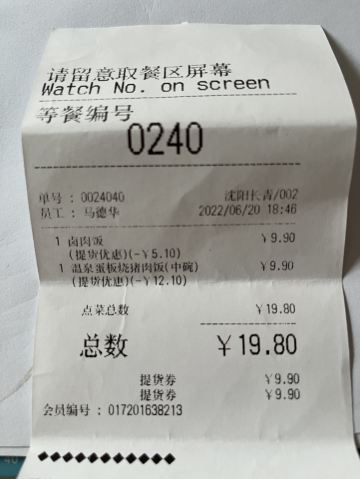 请留意取餐区屏幕
Watch No. on screen
等餐编号
0240
单号 : 0024040 沈阳长青/002
员工 : 马德华 2022/06/20 18:46
1 卤肉饭 ￥9.90
(提货优惠)(-￥5.10)
1 温泉蛋板烧猪肉饭(中碗) ￥9.90
(提货优惠)(-￥12.10)
点菜总数 ￥19.80
总数 ￥19.80
提货券 ￥9.90
提货券 ￥9.90
会员编号 : 017201638213